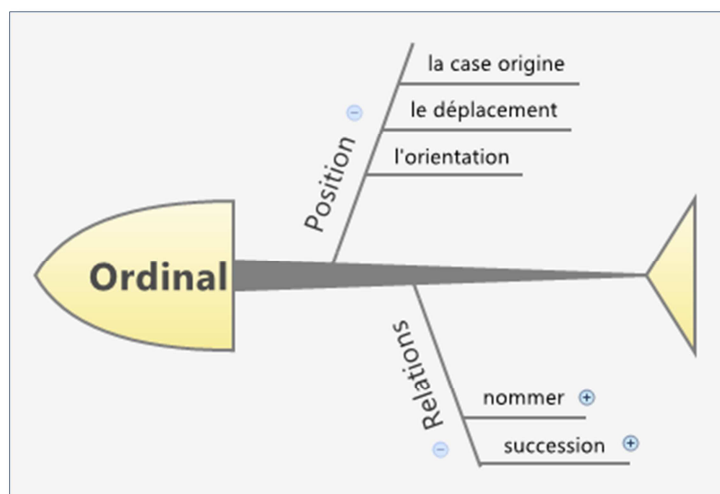 la case origine
le déplacement
l'orientation
Position
Ordinal
Relations
nommer
succession